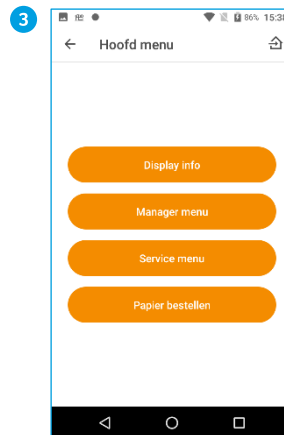 3
86% 15:38
Hoofd menu
Display info
Manager menu
Service menu
Papier bestellen